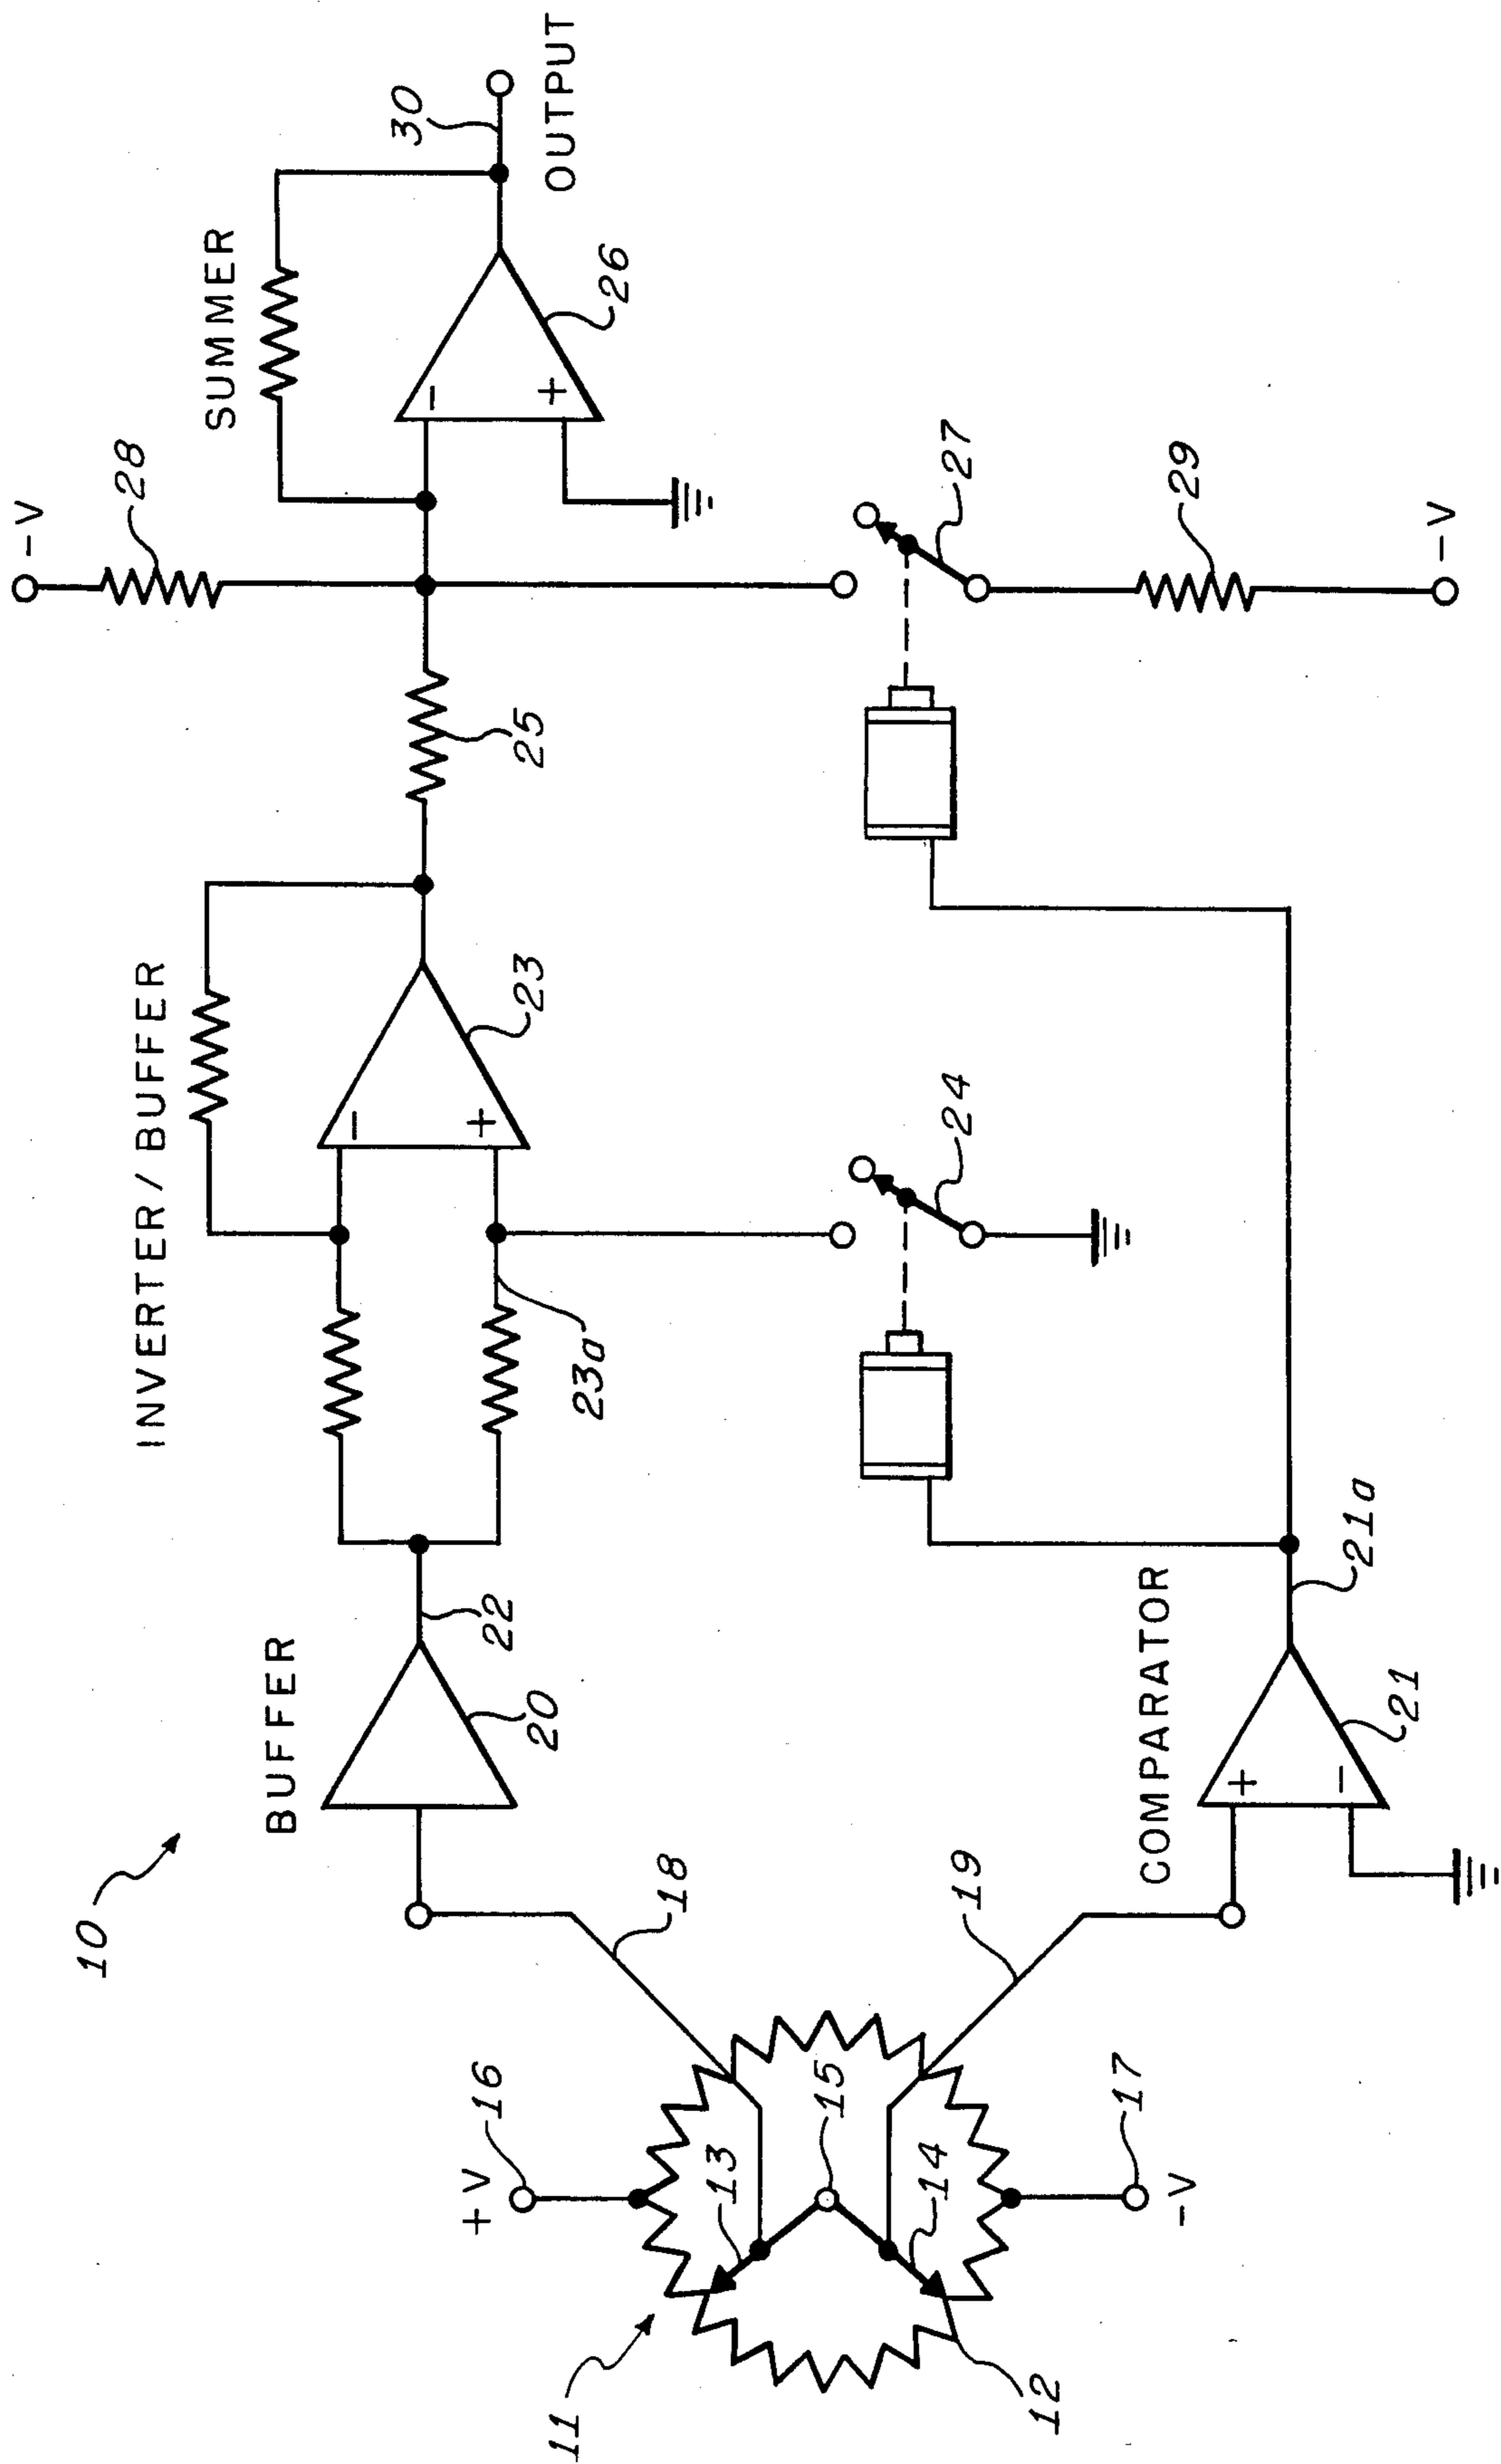 10
BUFFER
INVERTER/BUFFER
SUMMER
-V
28
30
OUTPUT
26
+
-
25
23
-
+
23a
22
20
18
24
27
29
-V
11
+V
16
13
15
14
12
17
-V
19
COMPARATOR
+
-
21
21a